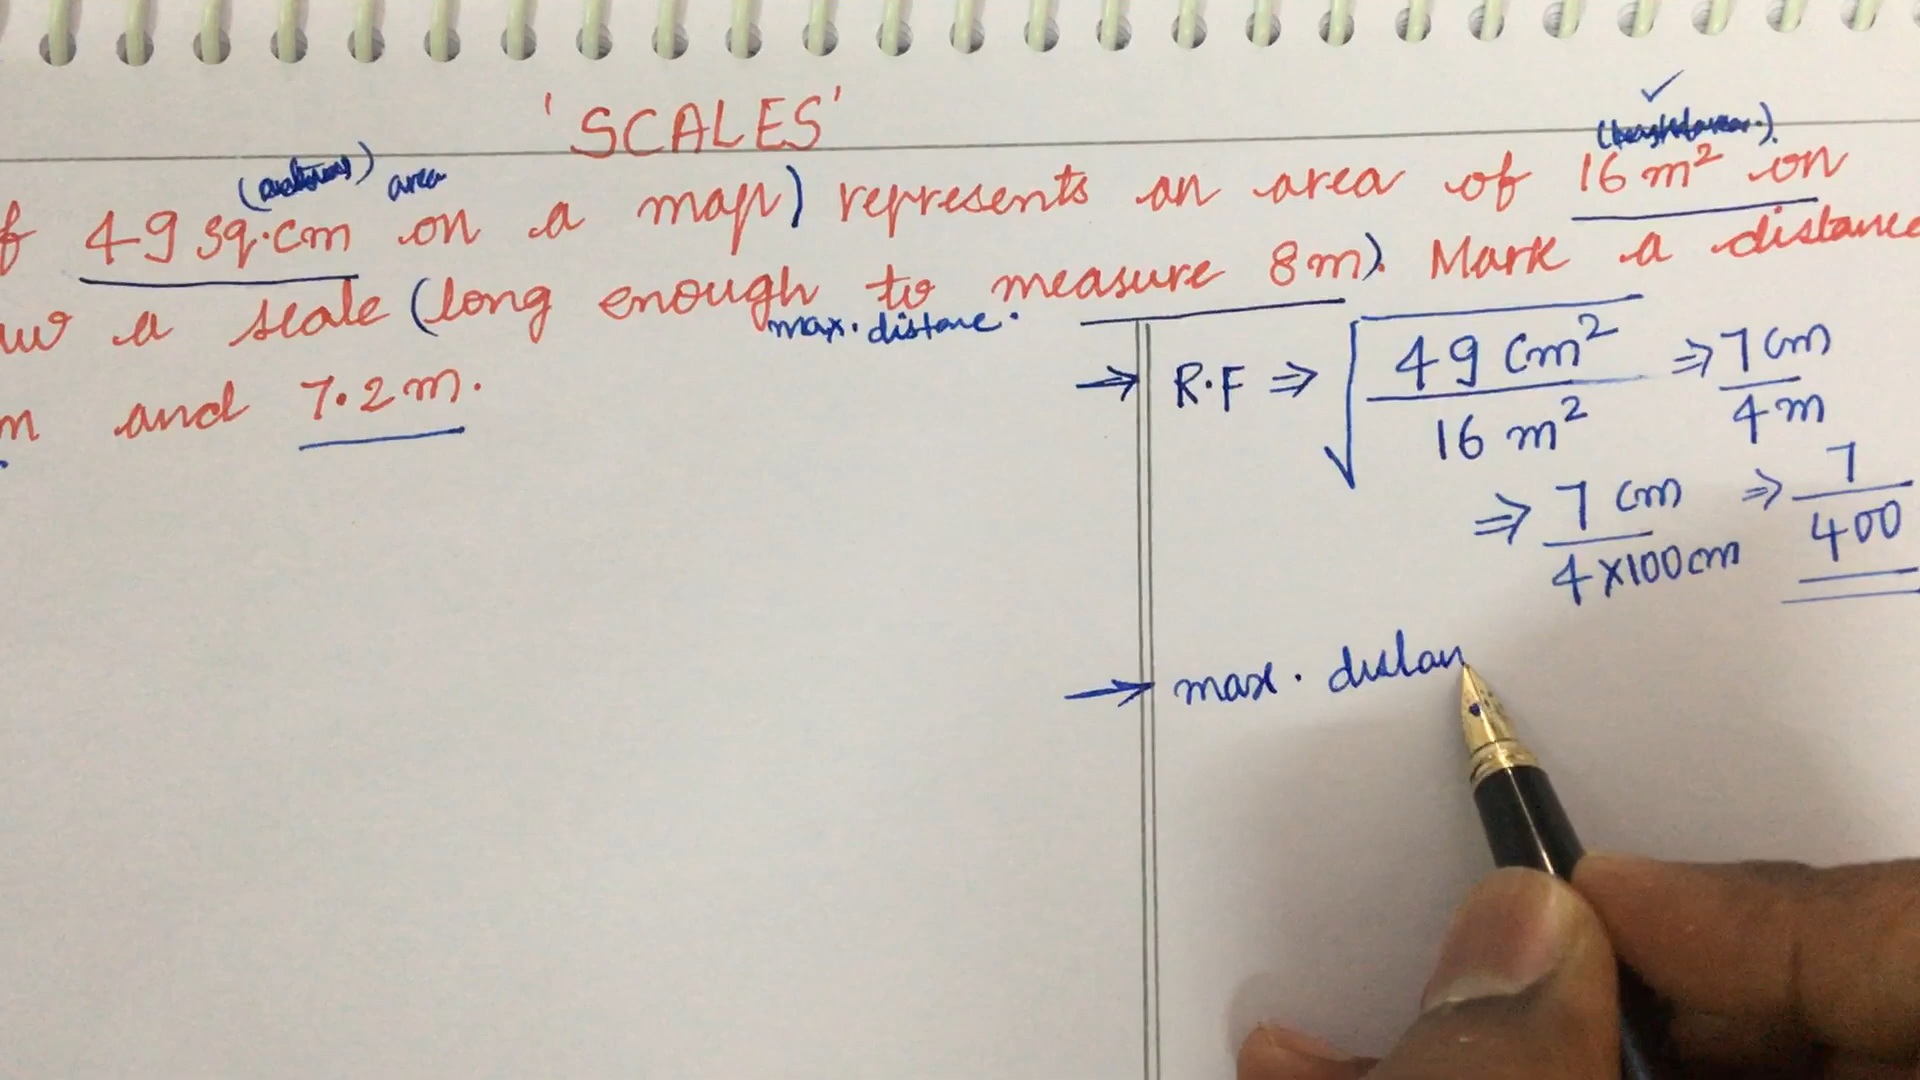 'SCALES'
area
f 49 sq.cm on a map) represents an area of 16 m² on
w a scale (long enough to measure 8m). Mark a distance
max. distanc.
m and 7.2m.
→ R.F ⇒ √(49 cm² / 16 m²) ⇒ 7 cm / 4 m
⇒ 7 cm / 4 x 100 cm ⇒ 7 / 400
→ max. distan